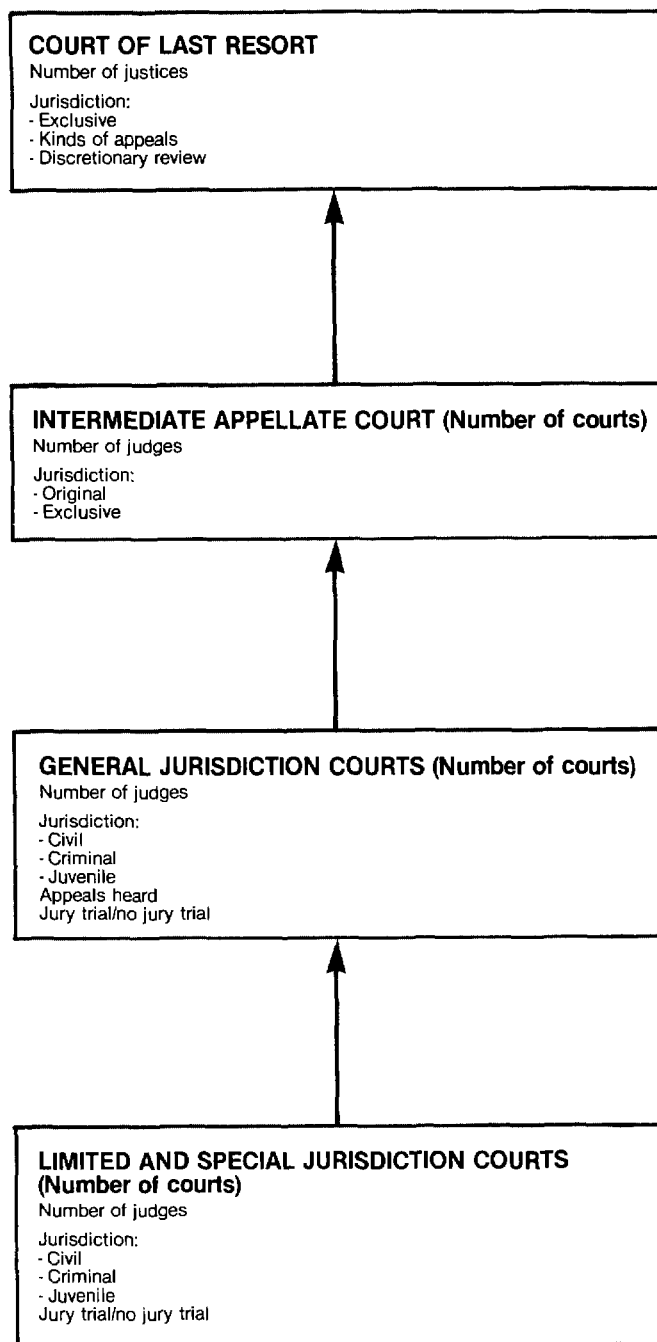 COURT OF LAST RESORT
Number of justices
Jurisdiction:
- Exclusive
- Kinds of appeals
- Discretionary review
INTERMEDIATE APPELLATE COURT (Number of courts)
Number of judges
Jurisdiction:
- Original
- Exclusive
GENERAL JURISDICTION COURTS (Number of courts)
Number of judges
Jurisdiction:
- Civil
- Criminal
- Juvenile
Appeals heard
Jury trial/no jury trial
LIMITED AND SPECIAL JURISDICTION COURTS
(Number of courts)
Number of judges
Jurisdiction:
- Civil
- Criminal
- Juvenile
Jury trial/no jury trial